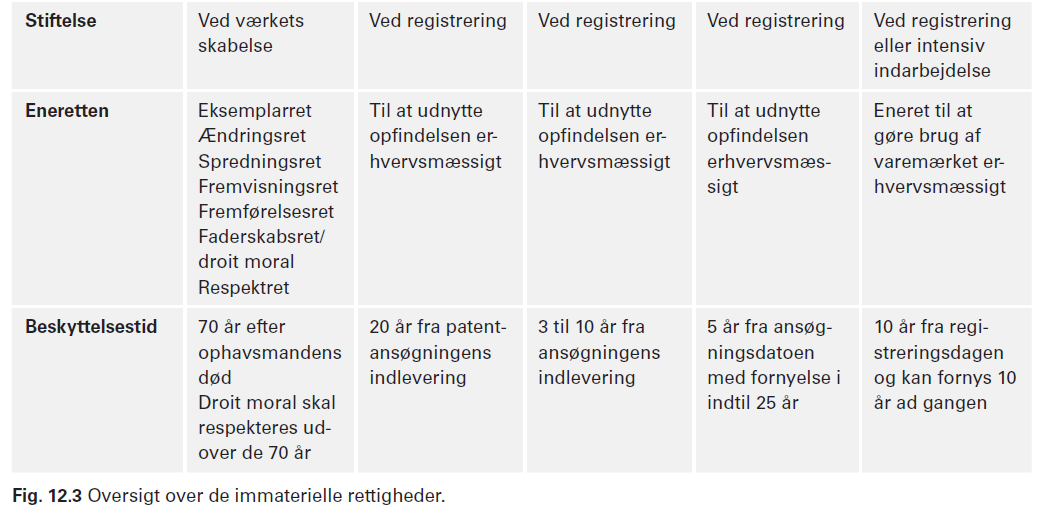 Stiftelse
Ved værkets
skabelse
Ved registrering
Ved registrering
Ved registrering
Ved registrering
eller intensiv
indarbejdelse
Eneretten
Eksemplarret
Ændringsret
Spredningsret
Fremvisningsret
Fremførelsesret
Faderskabsret/
droit moral
Respektret
Til at udnytte
opfindelsen er-
hvervsmæssigt
Til at udnytte
opfindelsen er-
hvervsmæssigt
Til at udnytte
opfindelsen
erhvervsmæs-
sigt
Eneret til at
gøre brug af
varemærket er-
hvervsmæssigt
Beskyttelsestid
70 år efter
ophavsmandens
død
Droit moral skal
respekteres ud-
over de 70 år
20 år fra patent-
ansøgningens
indlevering
3 til 10 år fra
ansøgningens
indlevering
5 år fra ansøg-
ningsdatoen
med fornyelse i
indtil 25 år
10 år fra regi-
streringsdagen
og kan fornys 10
år ad gangen
Fig. 12.3 Oversigt over de immaterielle rettigheder.